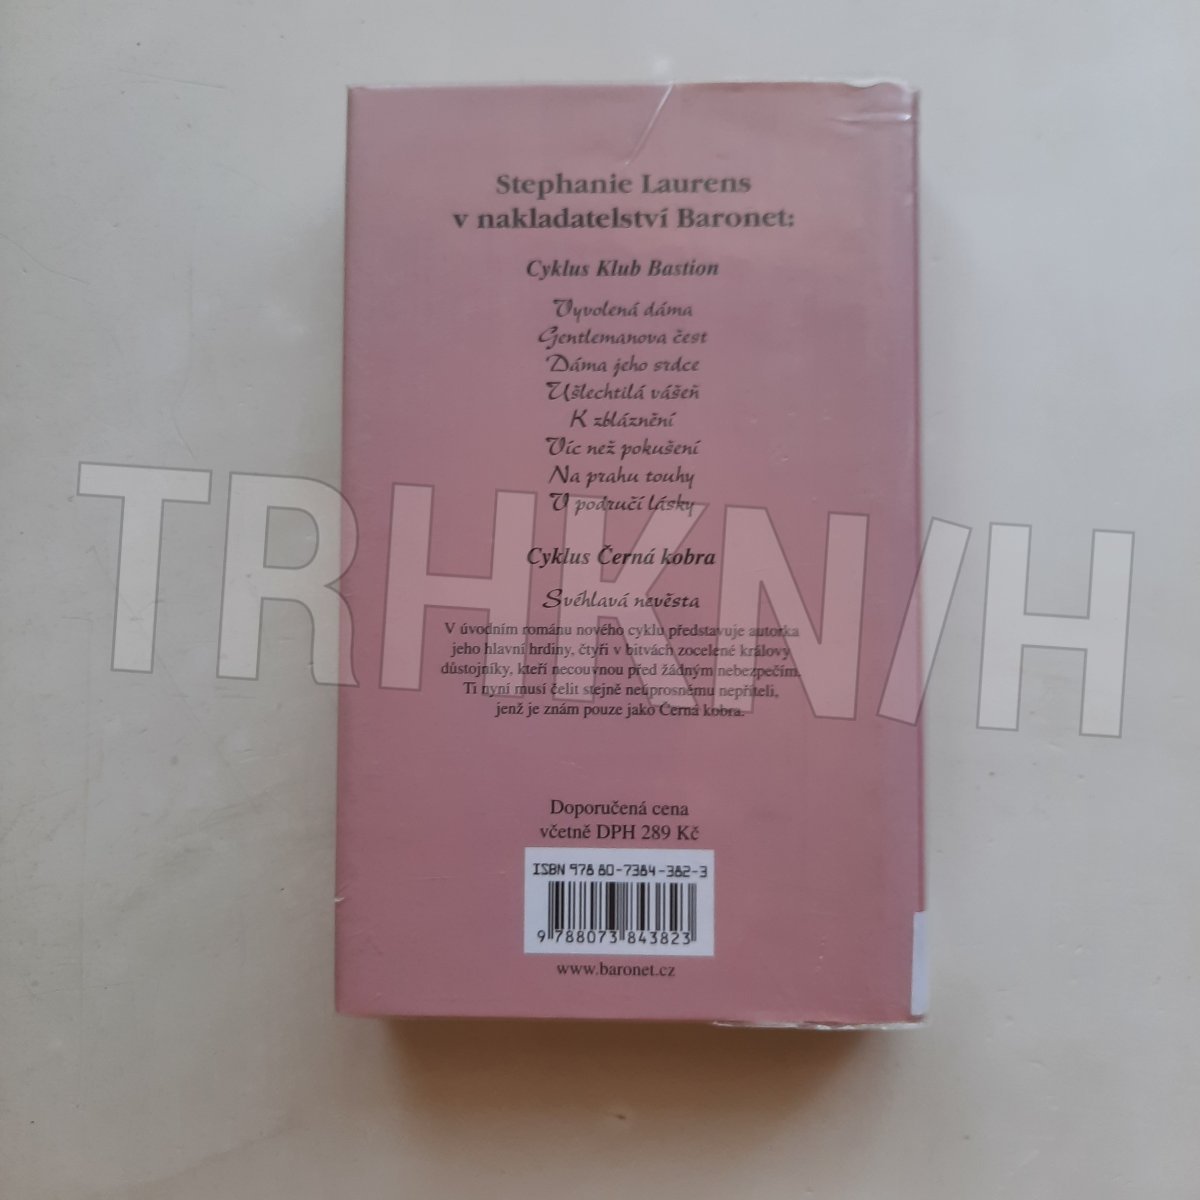 Stephanie Laurens
v nakladatelství Baronet:
Cyklus Klub Bastion
Vyvolená dáma
Gentlemanova čest
Dáma jeho srdce
Ušlechtilá vášeň
K zbláznění
Víc než pokušení
Na prahu touhy
V područí lásky
Cyklus Černá kobra
Svéhlavá nevěsta
V úvodním románu nového cyklu představuje autorka
jeho hlavní hrdiny, čtyři v bitvách zocelené královy
důstojníky, kteří necouvnou před žádným nebezpečím.
Ti nyní musí čelit stejně neúprosnému nepříteli,
jenž je znám pouze jako Černá kobra.
Doporučená cena
včetně DPH 289 Kč
ISBN 978 80-7384-382-3
9 788073 843823
www.baronet.cz
TRHKN/H